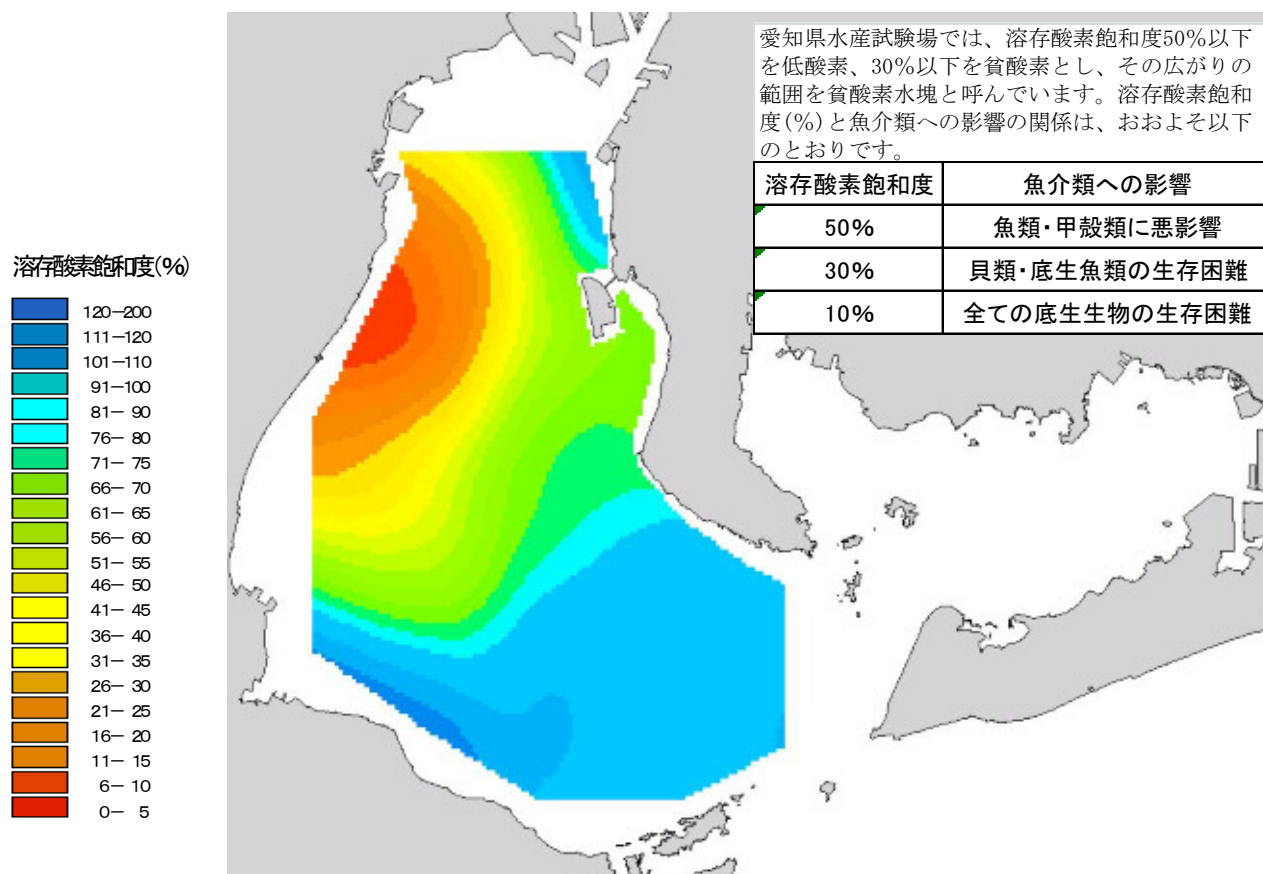 愛知県水産試験場では、溶存酸素飽和度50%以下
を低酸素、30%以下を貧酸素とし、その広がりの
範囲を貧酸素水塊と呼んでいます。溶存酸素飽和
度(%)と魚介類への影響の関係は、おおよそ以下
のとおりです。
溶存酸素飽和度 魚介類への影響
50% 魚類・甲殻類に悪影響
30% 貝類・底生魚類の生存困難
10% 全ての底生生物の生存困難
溶存酸素飽和度(%)
120−200
111−120
101−110
91−100
81− 90
76− 80
71− 75
66− 70
61− 65
56− 60
51− 55
46− 50
41− 45
36− 40
31− 35
26− 30
21− 25
16− 20
11− 15
6− 10
0− 5